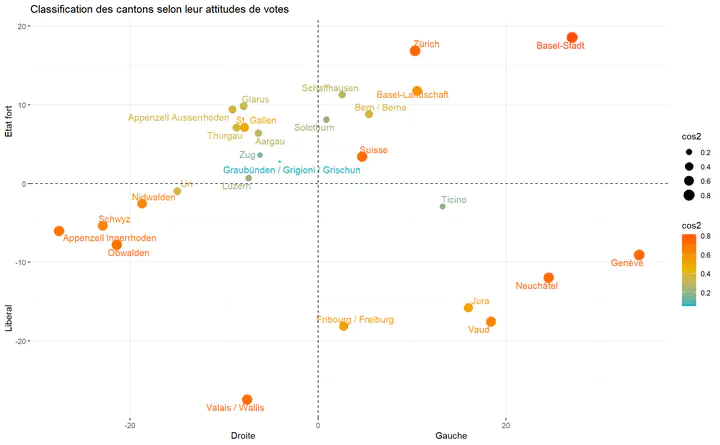 Classification des cantons selon leur attitudes de votes
20
10
0
-10
-20
Etat fort
Liberal
Zürich
Basel-Stadt
Schaffhausen
Basel-Landschaft
Glarus
Bern / Berne
Appenzell Ausserrhoden
St. Gallen
Solothurn
Thurgau
Aargau
Suisse
Zug
Graubünden / Grigioni / Grischun
Luzern
Uri
Nidwalden
Ticino
Schwyz
Appenzell Innerrhoden
Obwalden
Genève
Neuchâtel
Jura
Fribourg / Freiburg
Vaud
Valais / Wallis
-20
0
20
Droite
Gauche
cos2
0.2
0.4
0.6
0.8
cos2
0.8
0.6
0.4
0.2